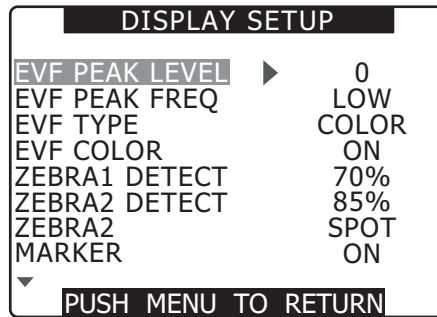 DISPLAY SETUP
EVF PEAK LEVEL 0
EVF PEAK FREQ LOW
EVF TYPE COLOR
EVF COLOR ON
ZEBRA1 DETECT 70%
ZEBRA2 DETECT 85%
ZEBRA2 SPOT
MARKER ON
PUSH MENU TO RETURN